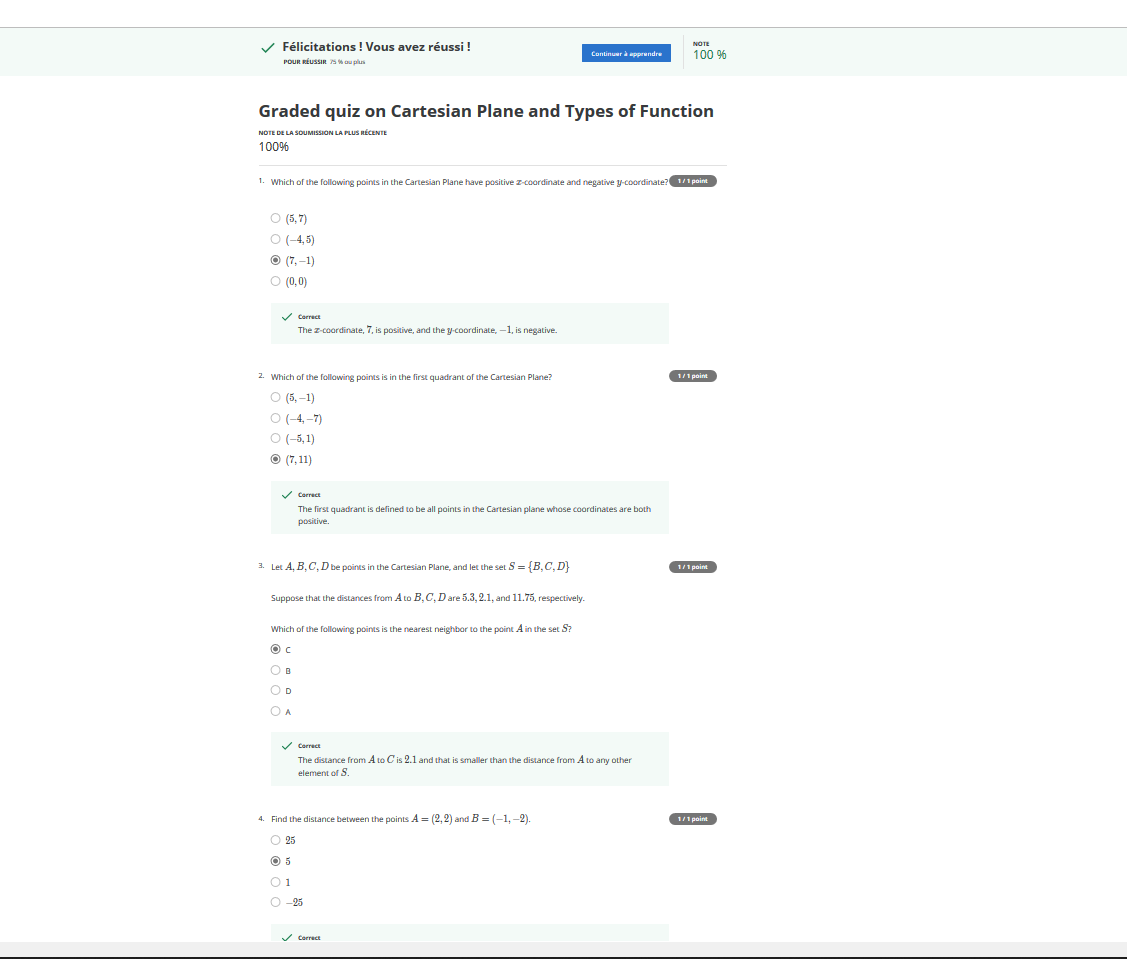 Félicitations ! Vous avez réussi !
POUR RÉUSSIR 75 % ou plus
Continuer à apprendre
NOTE
100 %
Graded quiz on Cartesian Plane and Types of Function
NOTE DE LA SOUMISSION LA PLUS RÉCENTE
100%
1. Which of the following points in the Cartesian Plane have positive x-coordinate and negative y-coordinate? 1 / 1 point
(5, 7)
(−4, 5)
(7, −1)
(0, 0)
Correct
The x-coordinate, 7, is positive, and the y-coordinate, −1, is negative.
2. Which of the following points is in the first quadrant of the Cartesian Plane? 1 / 1 point
(5, −1)
(−4, −7)
(−5, 1)
(7, 11)
Correct
The first quadrant is defined to be all points in the Cartesian plane whose coordinates are both
positive.
3. Let A, B, C, D be points in the Cartesian Plane, and let the set S = {B, C, D} 1 / 1 point
Suppose that the distances from A to B, C, D are 5.3, 2.1, and 11.75, respectively.
Which of the following points is the nearest neighbor to the point A in the set S?
C
B
D
A
Correct
The distance from A to C is 2.1 and that is smaller than the distance from A to any other
element of S.
4. Find the distance between the points A = (2, 2) and B = (−1, −2). 1 / 1 point
25
5
1
−25
Correct